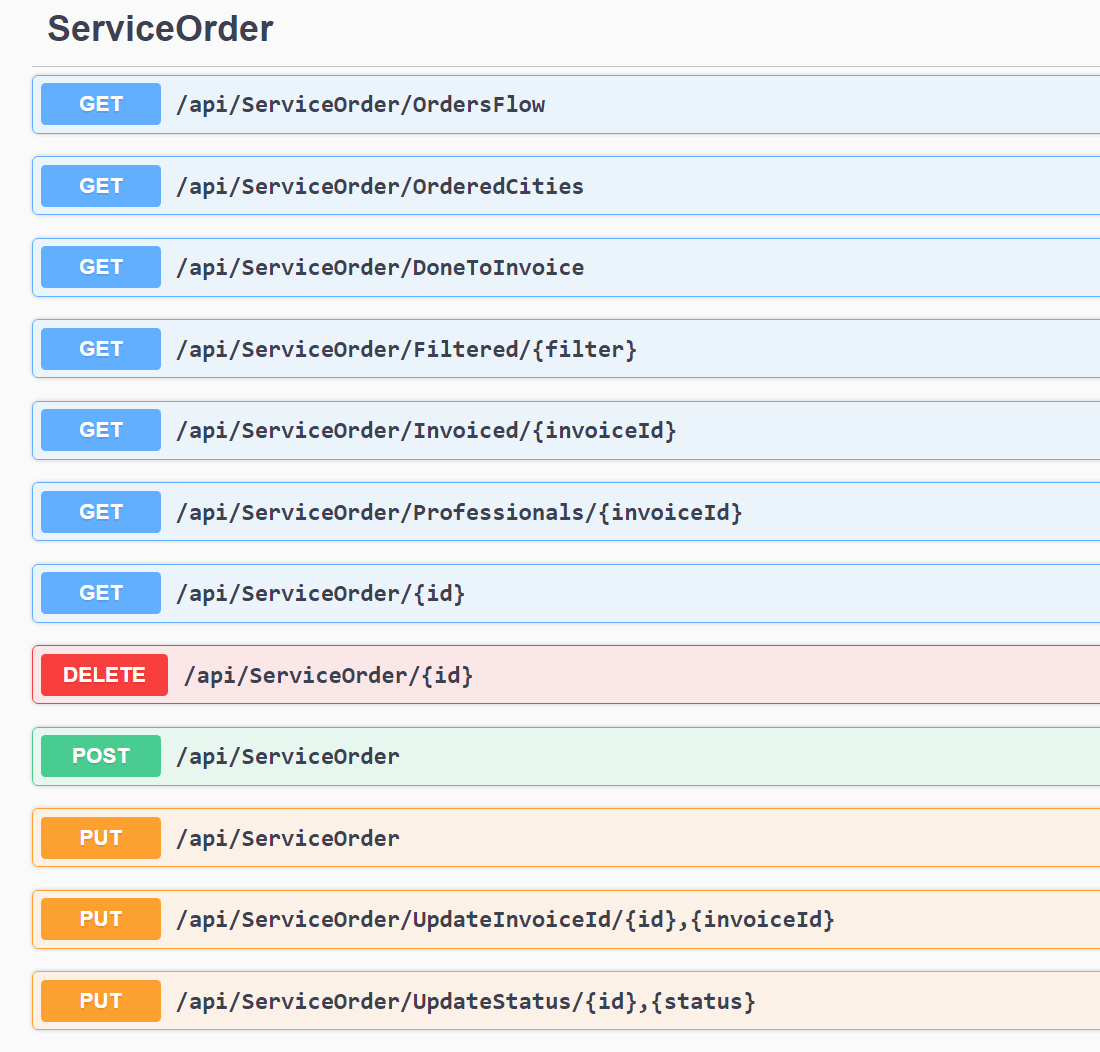 ServiceOrder
GET /api/ServiceOrder/OrdersFlow
GET /api/ServiceOrder/OrderedCities
GET /api/ServiceOrder/DoneToInvoice
GET /api/ServiceOrder/Filtered/{filter}
GET /api/ServiceOrder/Invoiced/{invoiceId}
GET /api/ServiceOrder/Professionals/{invoiceId}
GET /api/ServiceOrder/{id}
DELETE /api/ServiceOrder/{id}
POST /api/ServiceOrder
PUT /api/ServiceOrder
PUT /api/ServiceOrder/UpdateInvoiceId/{id},{invoiceId}
PUT /api/ServiceOrder/UpdateStatus/{id},{status}